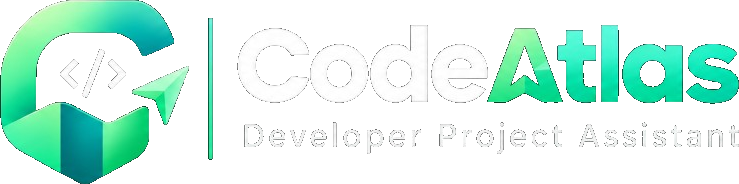 </>
CodeAtlas
Developer Project Assistant